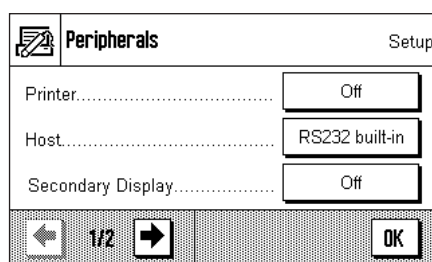 Peripherals Setup
Printer..................................... Off
Host........................................ RS232 built-in
Secondary Display................... Off
1/2 OK